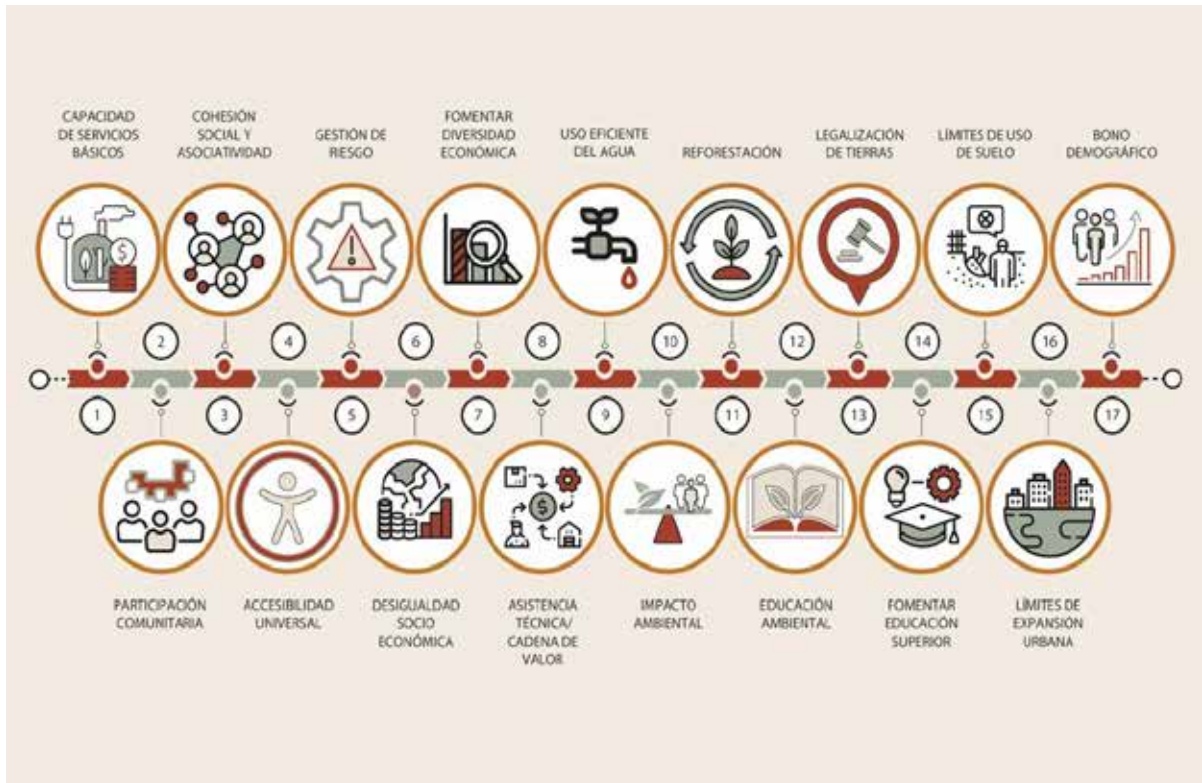 CAPACIDAD
DE SERVICIOS
BÁSICOS
COHESIÓN
SOCIAL Y
ASOCIATIVIDAD
GESTIÓN DE
RIESGO
FOMENTAR
DIVERSIDAD
ECONÓMICA
USO EFICIENTE
DEL AGUA
REFORESTACIÓN
LEGALIZACIÓN
DE TIERRAS
LÍMITES DE USO
DE SUELO
BONO
DEMOGRÁFICO
$
!
$
2
4
6
8
10
12
14
16
1
3
5
7
9
11
13
15
17
PARTICIPACIÓN
COMUNITARIA
ACCESIBILIDAD
UNIVERSAL
DESIGUALDAD
SOCIO
ECONÓMICA
ASISTENCIA
TÉCNICA/
CADENA DE
VALOR
IMPACTO
AMBIENTAL
EDUCACIÓN
AMBIENTAL
FOMENTAR
EDUCACIÓN
SUPERIOR
LÍMITES DE
EXPANSIÓN
URBANA